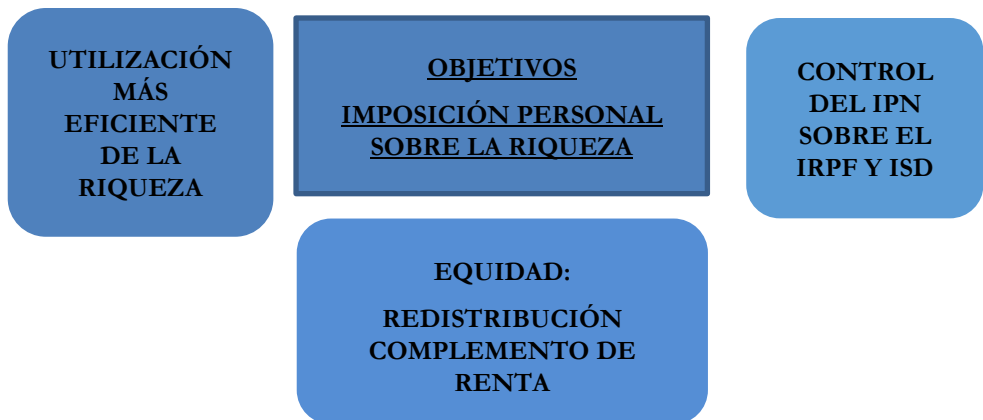 UTILIZACIÓN
MÁS
EFICIENTE
DE LA
RIQUEZA
OBJETIVOS
IMPOSICIÓN PERSONAL
SOBRE LA RIQUEZA
CONTROL
DEL IPN
SOBRE EL
IRPF Y ISD
EQUIDAD:
REDISTRIBUCIÓN
COMPLEMENTO DE
RENTA